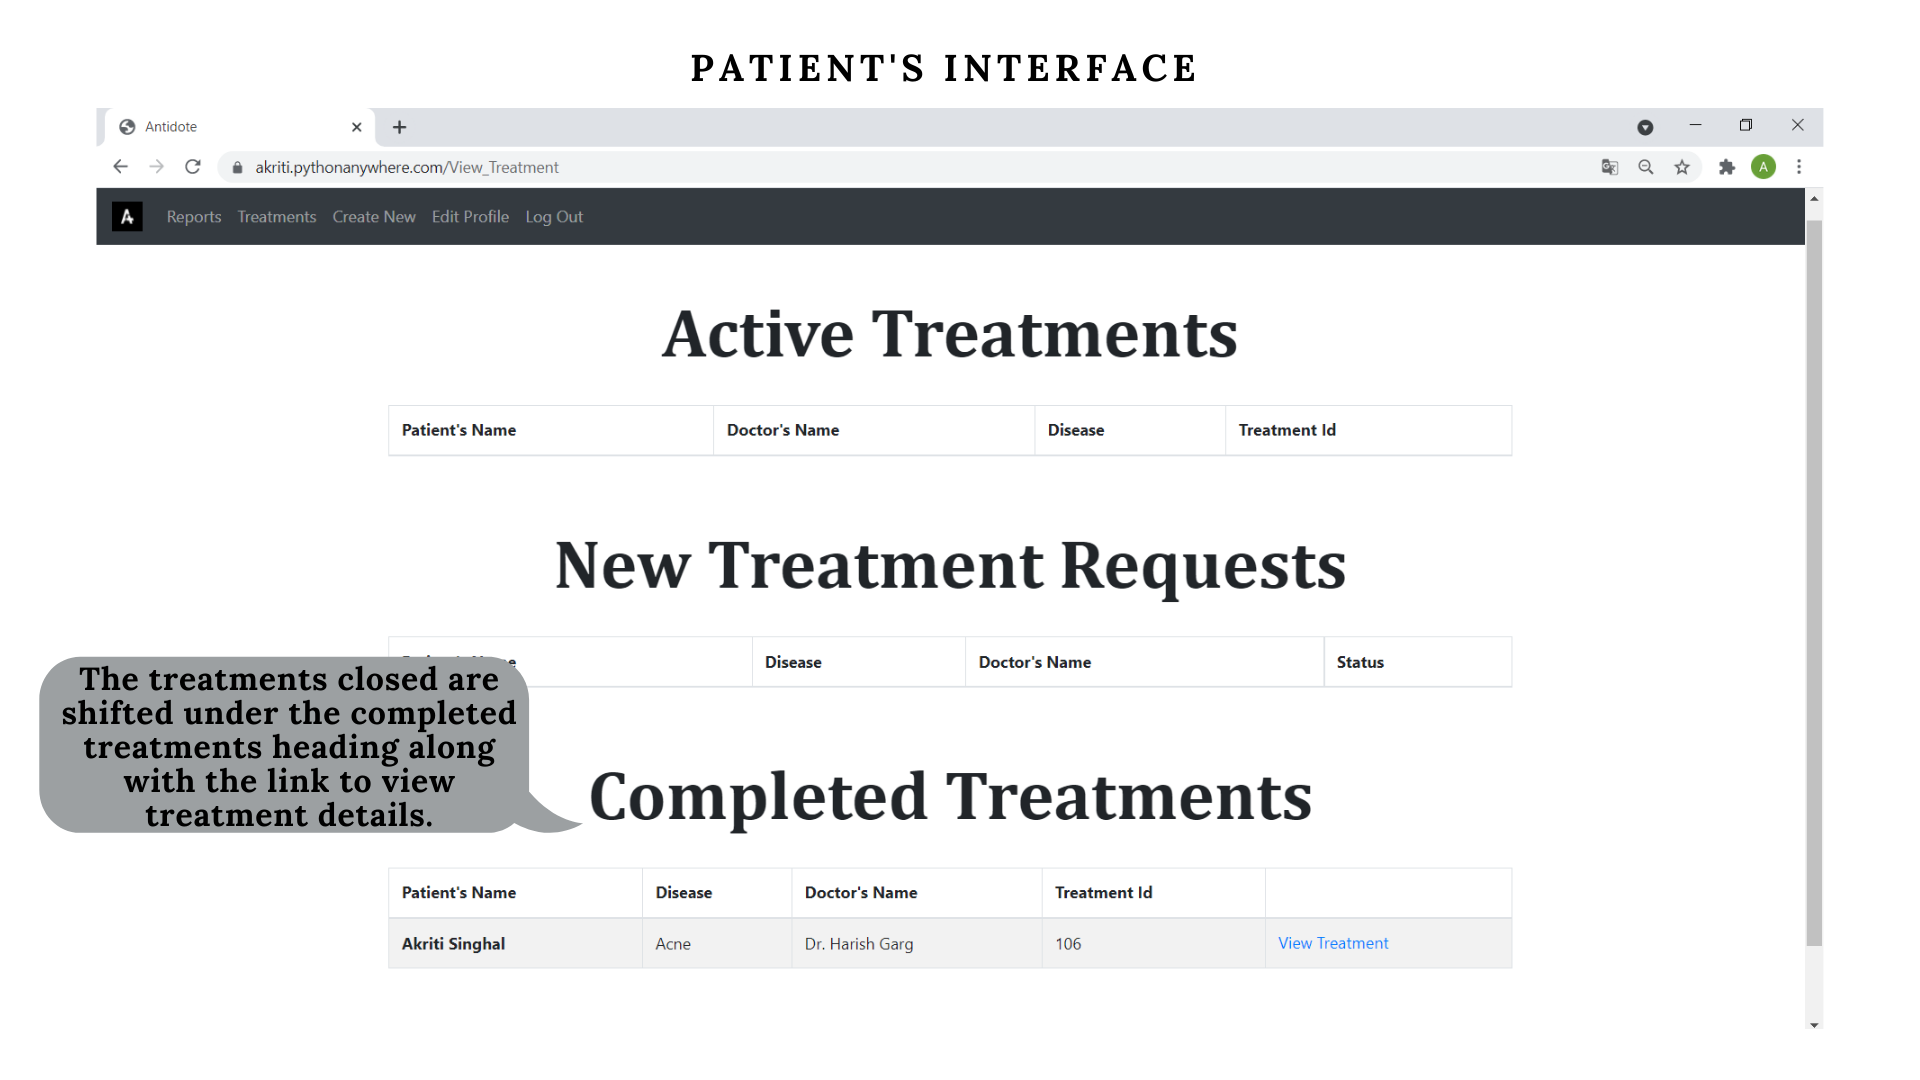 PATIENT'S INTERFACE
Antidote
akriti.pythonanywhere.com/View_Treatment
A
A Reports Treatments Create New Edit Profile Log Out
Active Treatments
Patient's Name Doctor's Name Disease Treatment Id
New Treatment Requests
Disease Doctor's Name Status
The treatments closed are
shifted under the completed
treatments heading along
with the link to view
treatment details.
Completed Treatments
Patient's Name Disease Doctor's Name Treatment Id
Akriti Singhal Acne Dr. Harish Garg 106 View Treatment